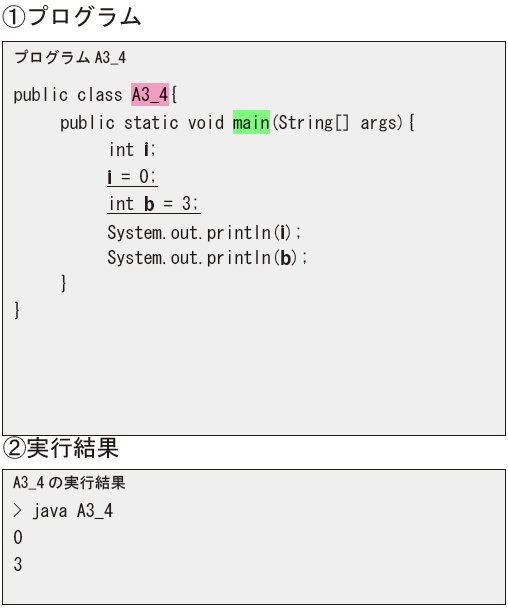 ①プログラム
プログラム A3_4
public class A3_4{
public static void main(String[] args){
int i;
i = 0;
int b = 3;
System.out.println(i);
System.out.println(b);
}
}
②実行結果
A3_4 の実行結果
> java A3_4
0
3